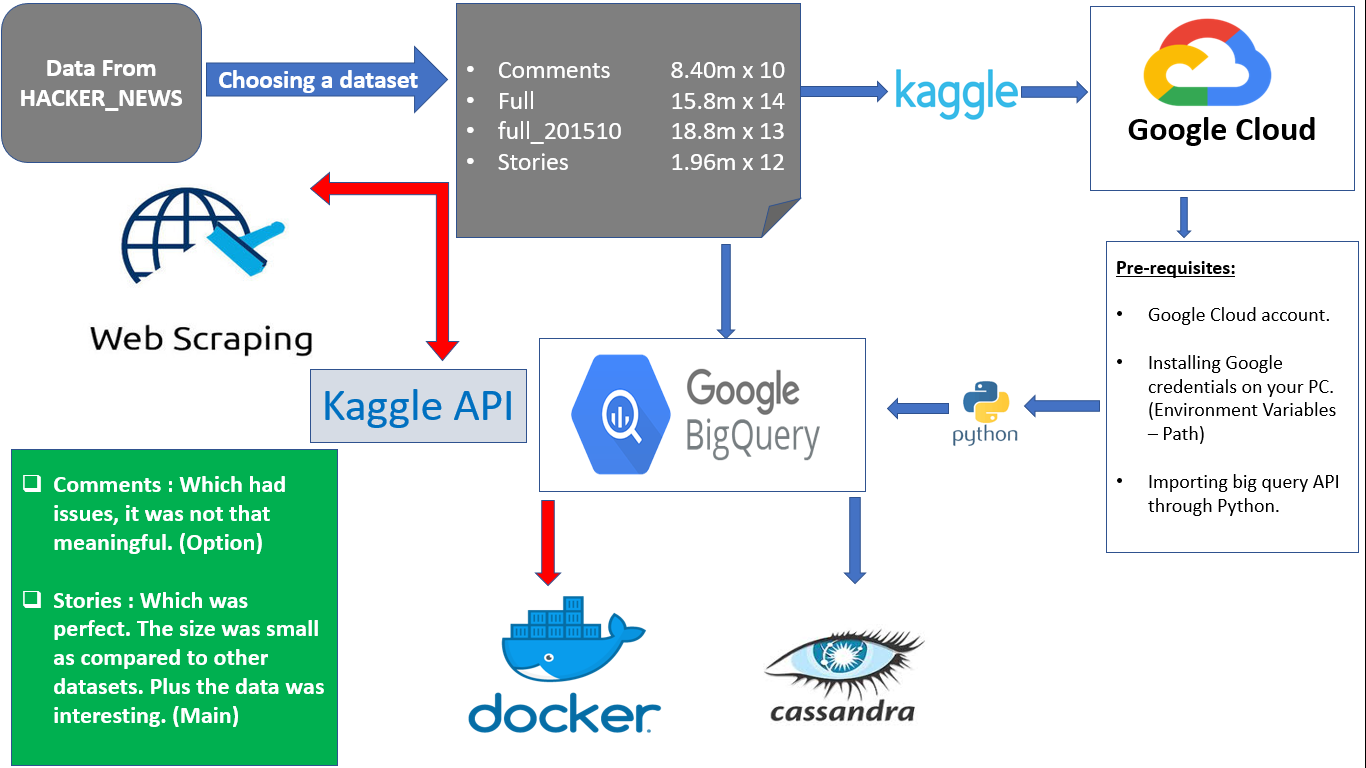 Data From
HACKER_NEWS
Choosing a dataset
• Comments 8.40m x 10
• Full 15.8m x 14
• full_201510 18.8m x 13
• Stories 1.96m x 12
kaggle
Google Cloud
Web Scraping
Kaggle API
Google
BigQuery
python
Pre-requisites:
• Google Cloud account.
• Installing Google
credentials on your PC.
(Environment Variables
– Path)
• Importing big query API
through Python.
❑ Comments : Which had
issues, it was not that
meaningful. (Option)
❑ Stories : Which was
perfect. The size was small
as compared to other
datasets. Plus the data was
interesting. (Main)
docker
cassandra